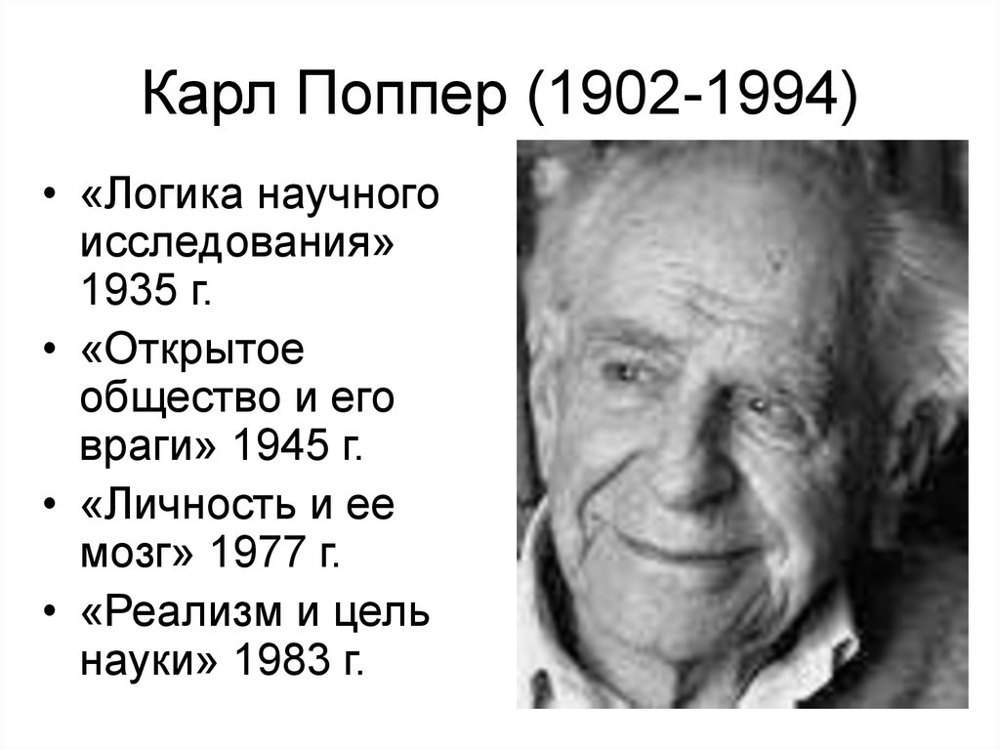 Карл Поппер (1902-1994)
• «Логика научного
исследования»
1935 г.
• «Открытое
общество и его
враги» 1945 г.
• «Личность и ее
мозг» 1977 г.
• «Реализм и цель
науки» 1983 г.